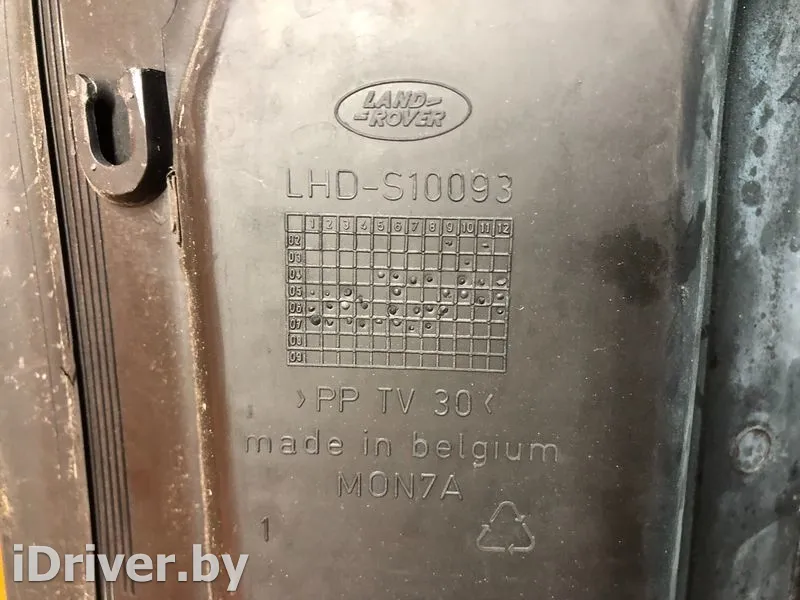 LAND-
-ROVER
LHD-S10093
1 2 3 4 5 6 7 8 9 10 11 12
02
03
04
05
06
07
08
09
>PP TV 30<
made in belgium
MON7A
1
iDriver.by